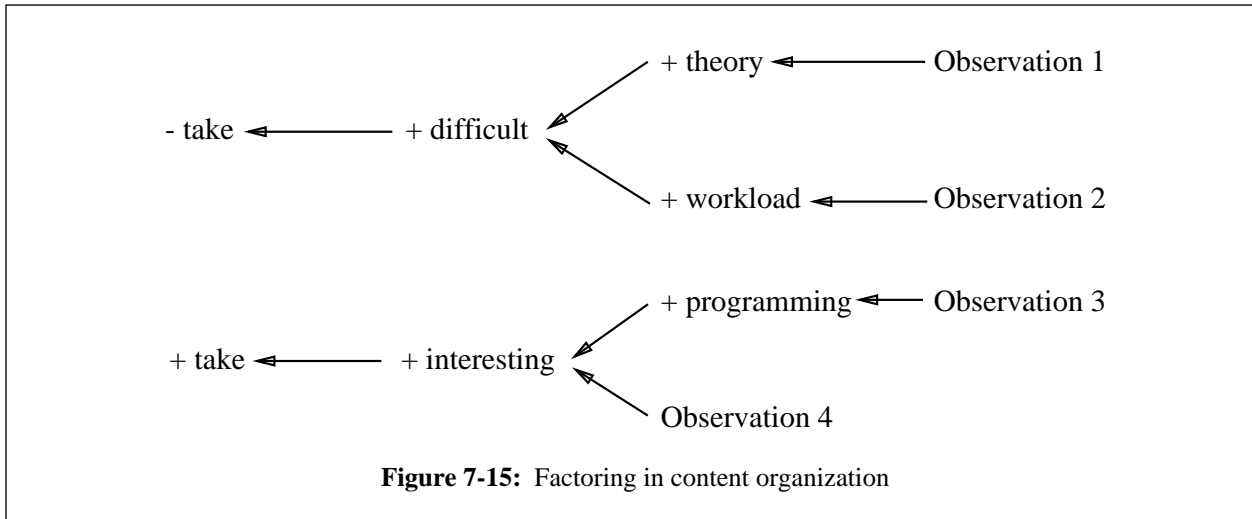 + theory Observation 1
- take + difficult
+ workload Observation 2
+ programming Observation 3
+ take + interesting
Observation 4
Figure 7-15: Factoring in content organization